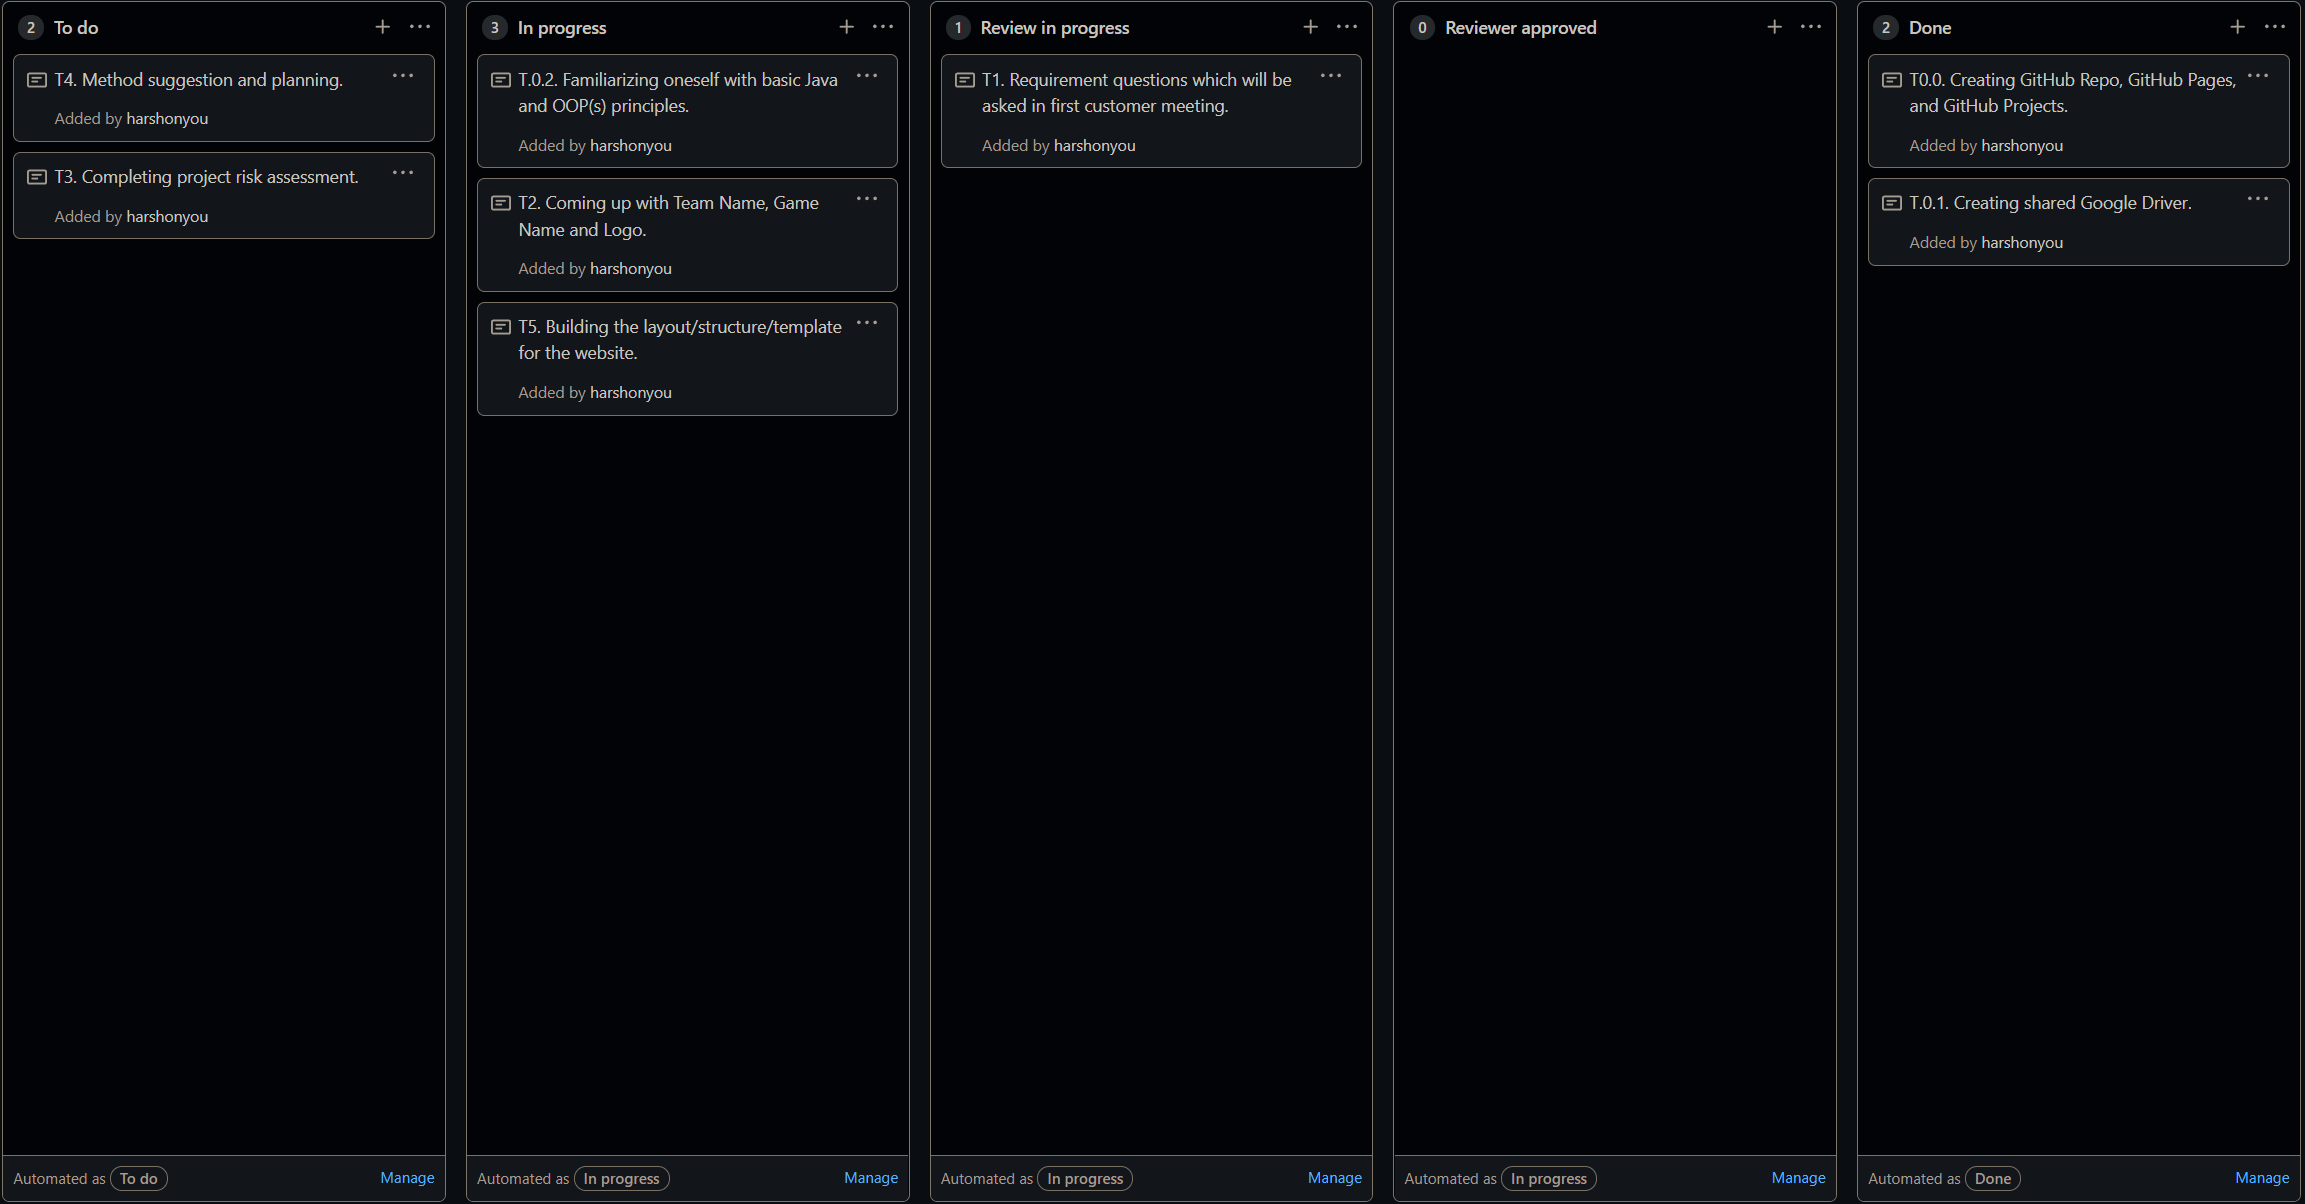 2 To do
T4. Method suggestion and planning.
Added by harshonyou
T3. Completing project risk assessment.
Added by harshonyou
Automated as To do Manage
3 In progress
T.0.2. Familiarizing oneself with basic Java
and OOP(s) principles.
Added by harshonyou
T2. Coming up with Team Name, Game
Name and Logo.
Added by harshonyou
T5. Building the layout/structure/template
for the website.
Added by harshonyou
Automated as In progress Manage
1 Review in progress
T1. Requirement questions which will be
asked in first customer meeting.
Added by harshonyou
Automated as In progress Manage
0 Reviewer approved
Automated as In progress Manage
2 Done
T0.0. Creating GitHub Repo, GitHub Pages,
and GitHub Projects.
Added by harshonyou
T.0.1. Creating shared Google Driver.
Added by harshonyou
Automated as Done Manage